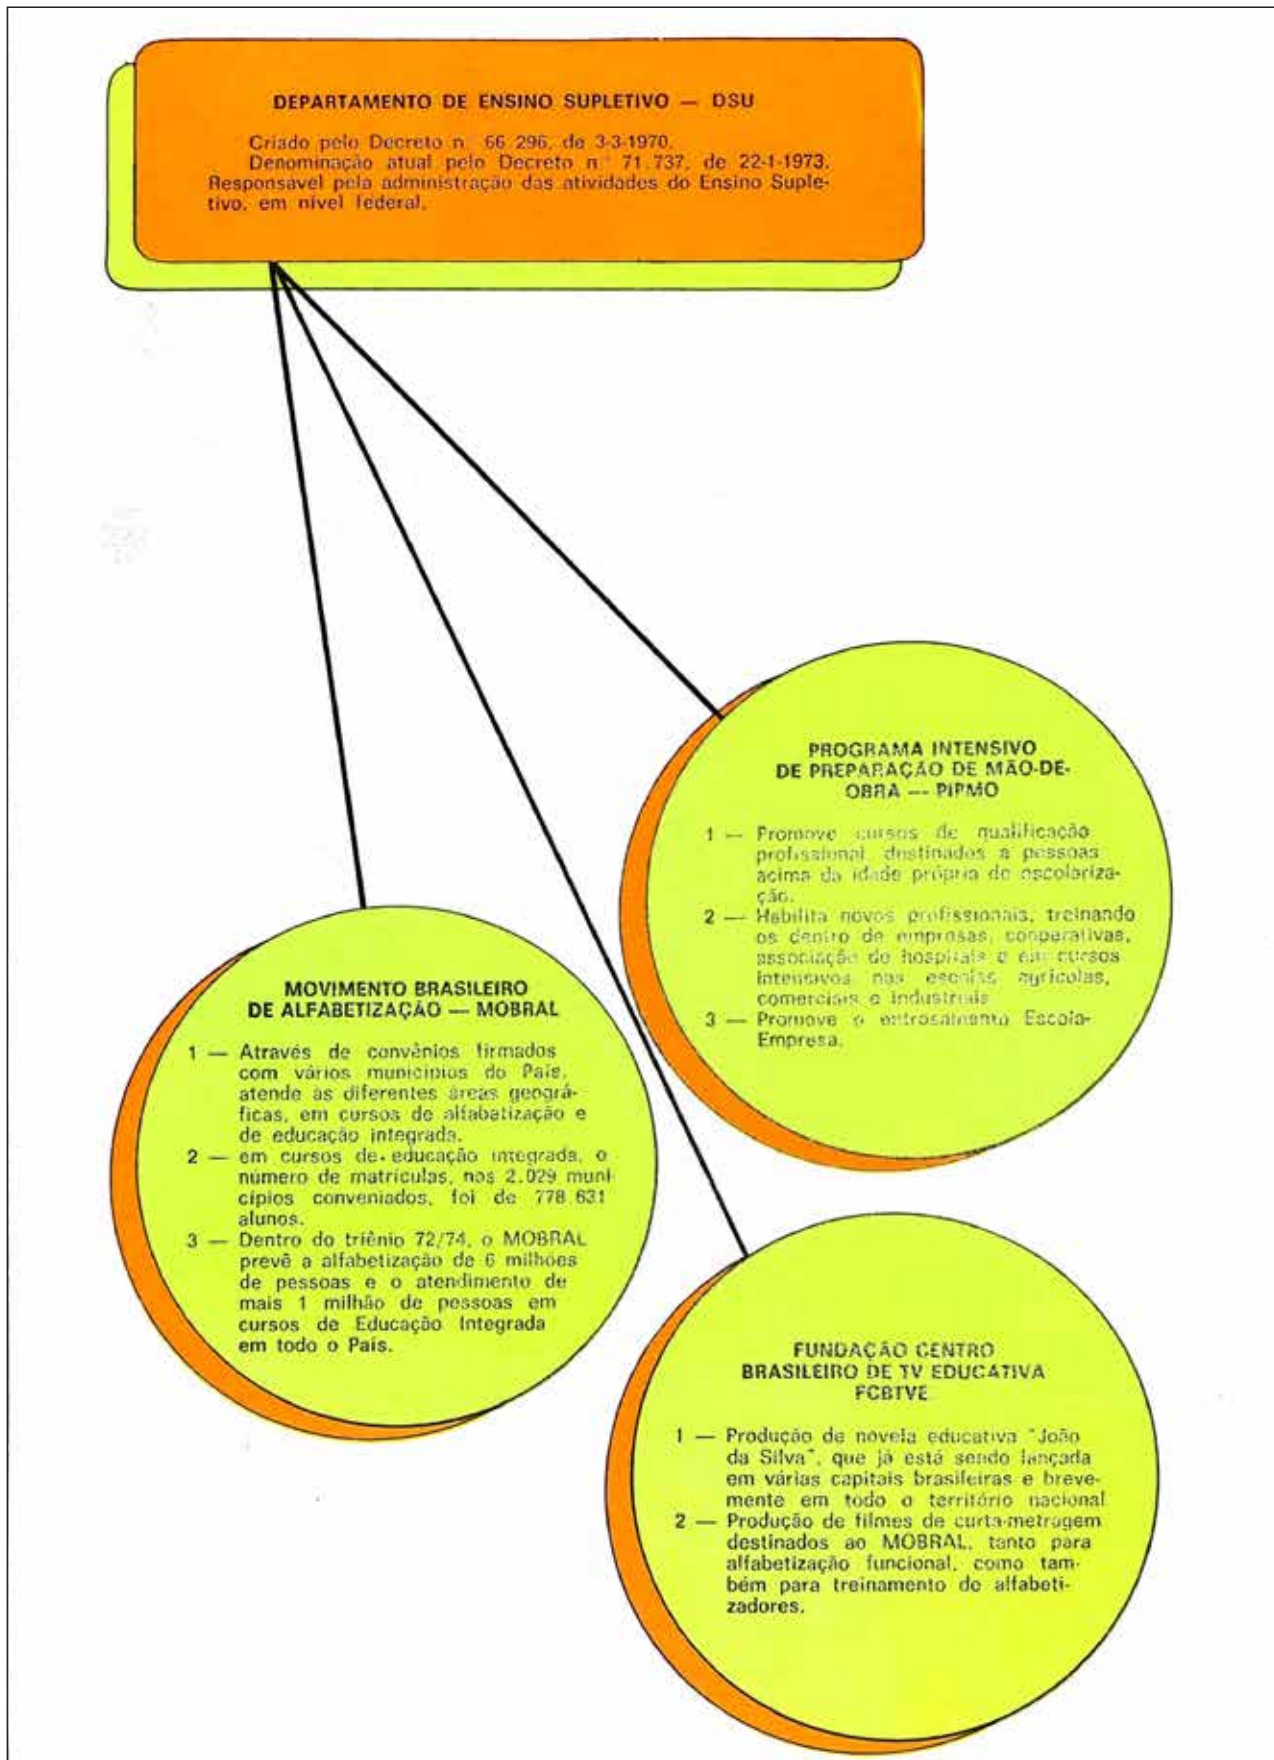 DEPARTAMENTO DE ENSINO SUPLETIVO — DSU
Criado pelo Decreto n.° 66 296, de 3-3-1970.
Denominação atual pelo Decreto n.° 71 737, de 22-1-1973.
Responsável pela administração das atividades do Ensino Suple-
tivo, em nível federal.
PROGRAMA INTENSIVO
DE PREPARAÇÃO DE MÃO-DE-
OBRA — PIPMO
1 — Promove cursos de qualificação
profissional, destinados a pessoas
acima da idade própria de escolariza-
ção.
2 — Habilita novos profissionais, treinando
os dentro de empresas, cooperativas,
associação de hospitais e em cursos
intensivos nas escolas agrícolas,
comerciais e industriais
3 — Promove o entrosamento Escola-
Empresa.
MOVIMENTO BRASILEIRO
DE ALFABETIZAÇÃO — MOBRAL
1 — Através de convênios firmados
com vários municípios do País,
atende às diferentes áreas geográ-
ficas, em cursos de alfabatização e
de educação integrada.
2 — em cursos de educação integrada, o
número de matrículas, nos 2.029 muni-
cípios conveniados, foi de 778 631
alunos.
3 — Dentro do triênio 72/74, o MOBRAL
prevê a alfabetização de 6 milhões
de pessoas e o atendimento de
mais 1 milhão de pessoas em
cursos de Educação Integrada
em todo o País.
FUNDAÇÃO CENTRO
BRASILEIRO DE TV EDUCATIVA
FCBTVE
1 — Produção de novela educativa "João
da Silva", que já está sendo lançada
em várias capitais brasileiras e breve-
mente em todo o território nacional
2 — Produção de filmes de curta-metragem
destinados ao MOBRAL, tanto para
alfabetização funcional, como tam-
bém para treinamento de alfabeti-
zadores.